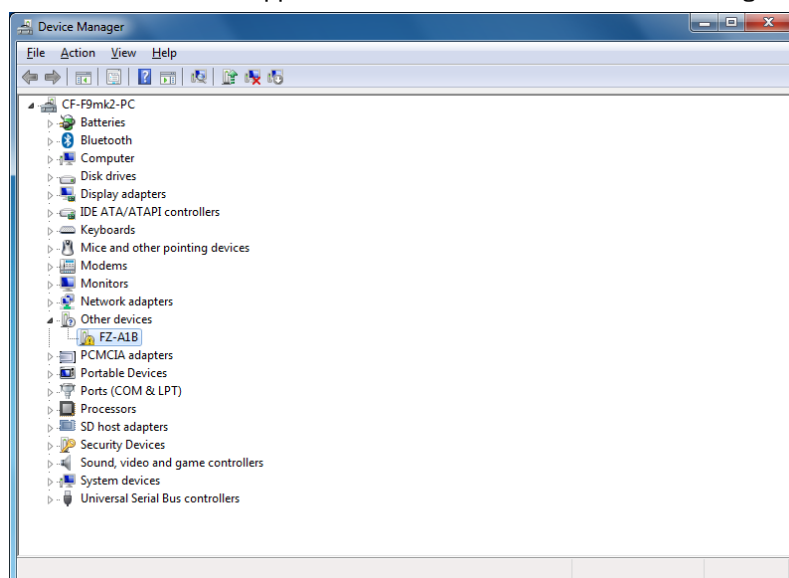 Device Manager
File Action View Help
CF-F9mk2-PC
Batteries
Bluetooth
Computer
Disk drives
Display adapters
IDE ATA/ATAPI controllers
Keyboards
Mice and other pointing devices
Modems
Monitors
Network adapters
Other devices
FZ-A1B
PCMCIA adapters
Portable Devices
Ports (COM & LPT)
Processors
SD host adapters
Security Devices
Sound, video and game controllers
System devices
Universal Serial Bus controllers